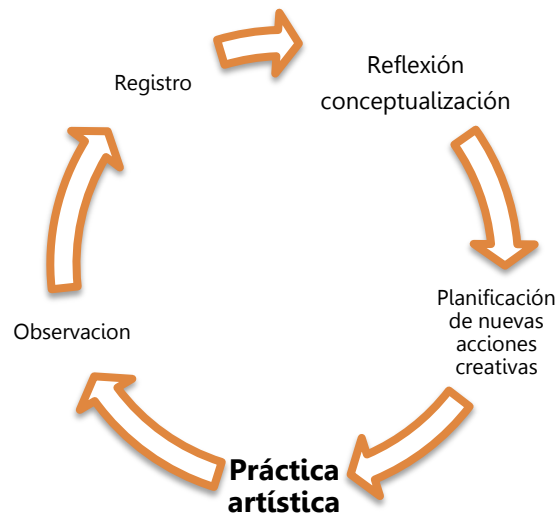 Registro
Reflexión
conceptualización
Planificación
de nuevas
acciones
creativas
Práctica
artística
Observacion